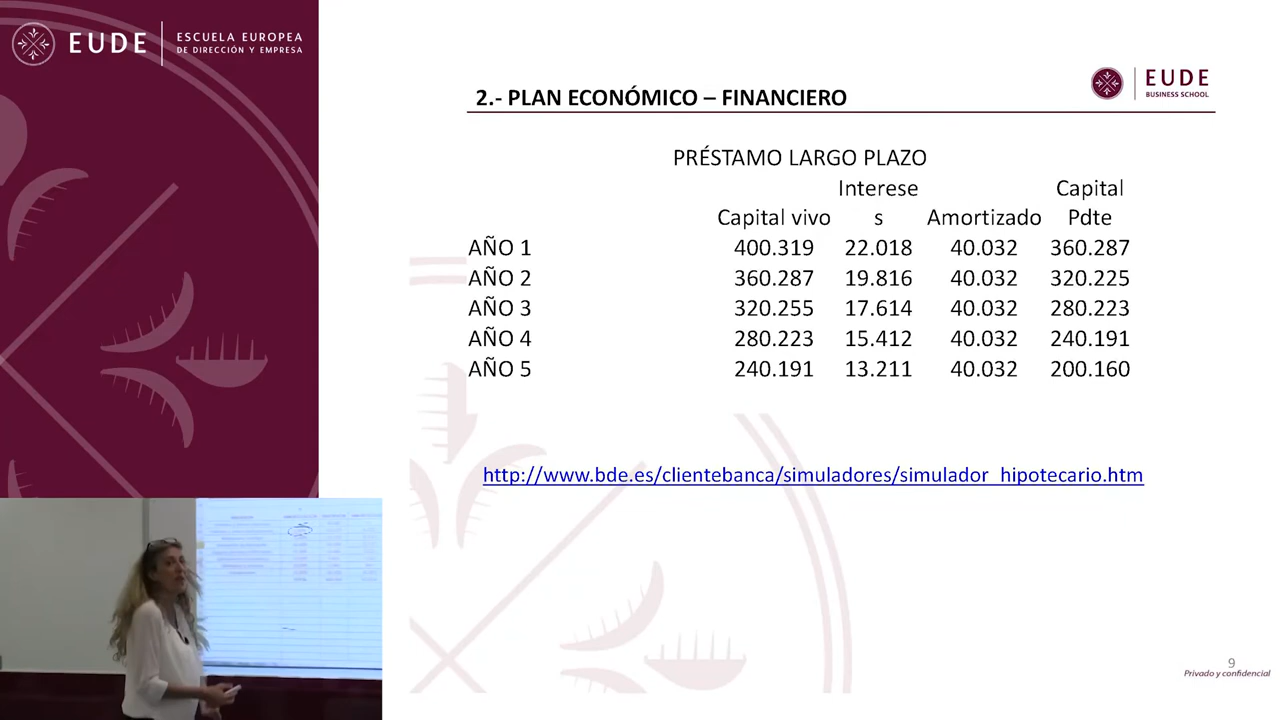 EUDE
ESCUELA EUROPEA
DE DIRECCIÓN Y EMPRESA
EUDE
BUSINESS SCHOOL
2.- PLAN ECONÓMICO – FINANCIERO
PRÉSTAMO LARGO PLAZO
Capital vivo Interese s Amortizado Capital Pdte
AÑO 1 400.319 22.018 40.032 360.287
AÑO 2 360.287 19.816 40.032 320.225
AÑO 3 320.255 17.614 40.032 280.223
AÑO 4 280.223 15.412 40.032 240.191
AÑO 5 240.191 13.211 40.032 200.160
http://www.bde.es/clientebanca/simuladores/simulador_hipotecario.htm
9
Privado y confidencial